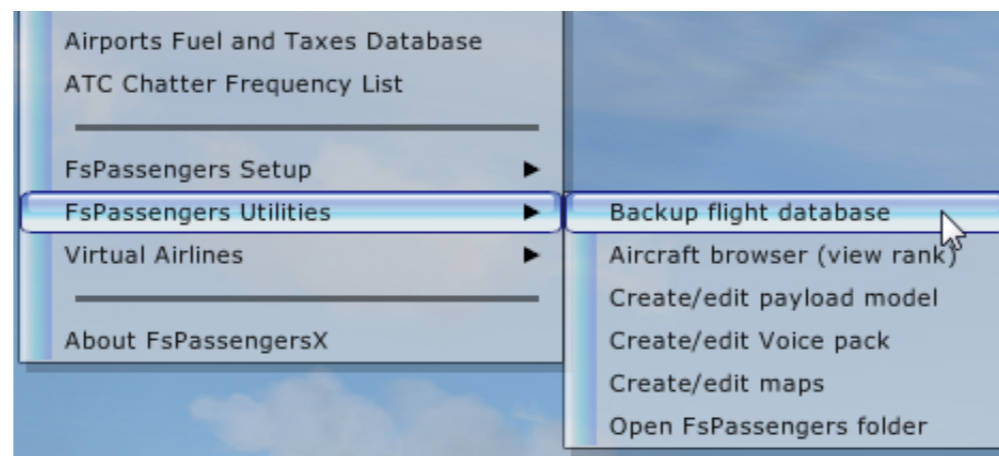 Airports Fuel and Taxes Database
ATC Chatter Frequency List
FsPassengers Setup
FsPassengers Utilities
Virtual Airlines
About FsPassengersX
Backup flight database
Aircraft browser (view rank)
Create/edit payload model
Create/edit Voice pack
Create/edit maps
Open FsPassengers folder